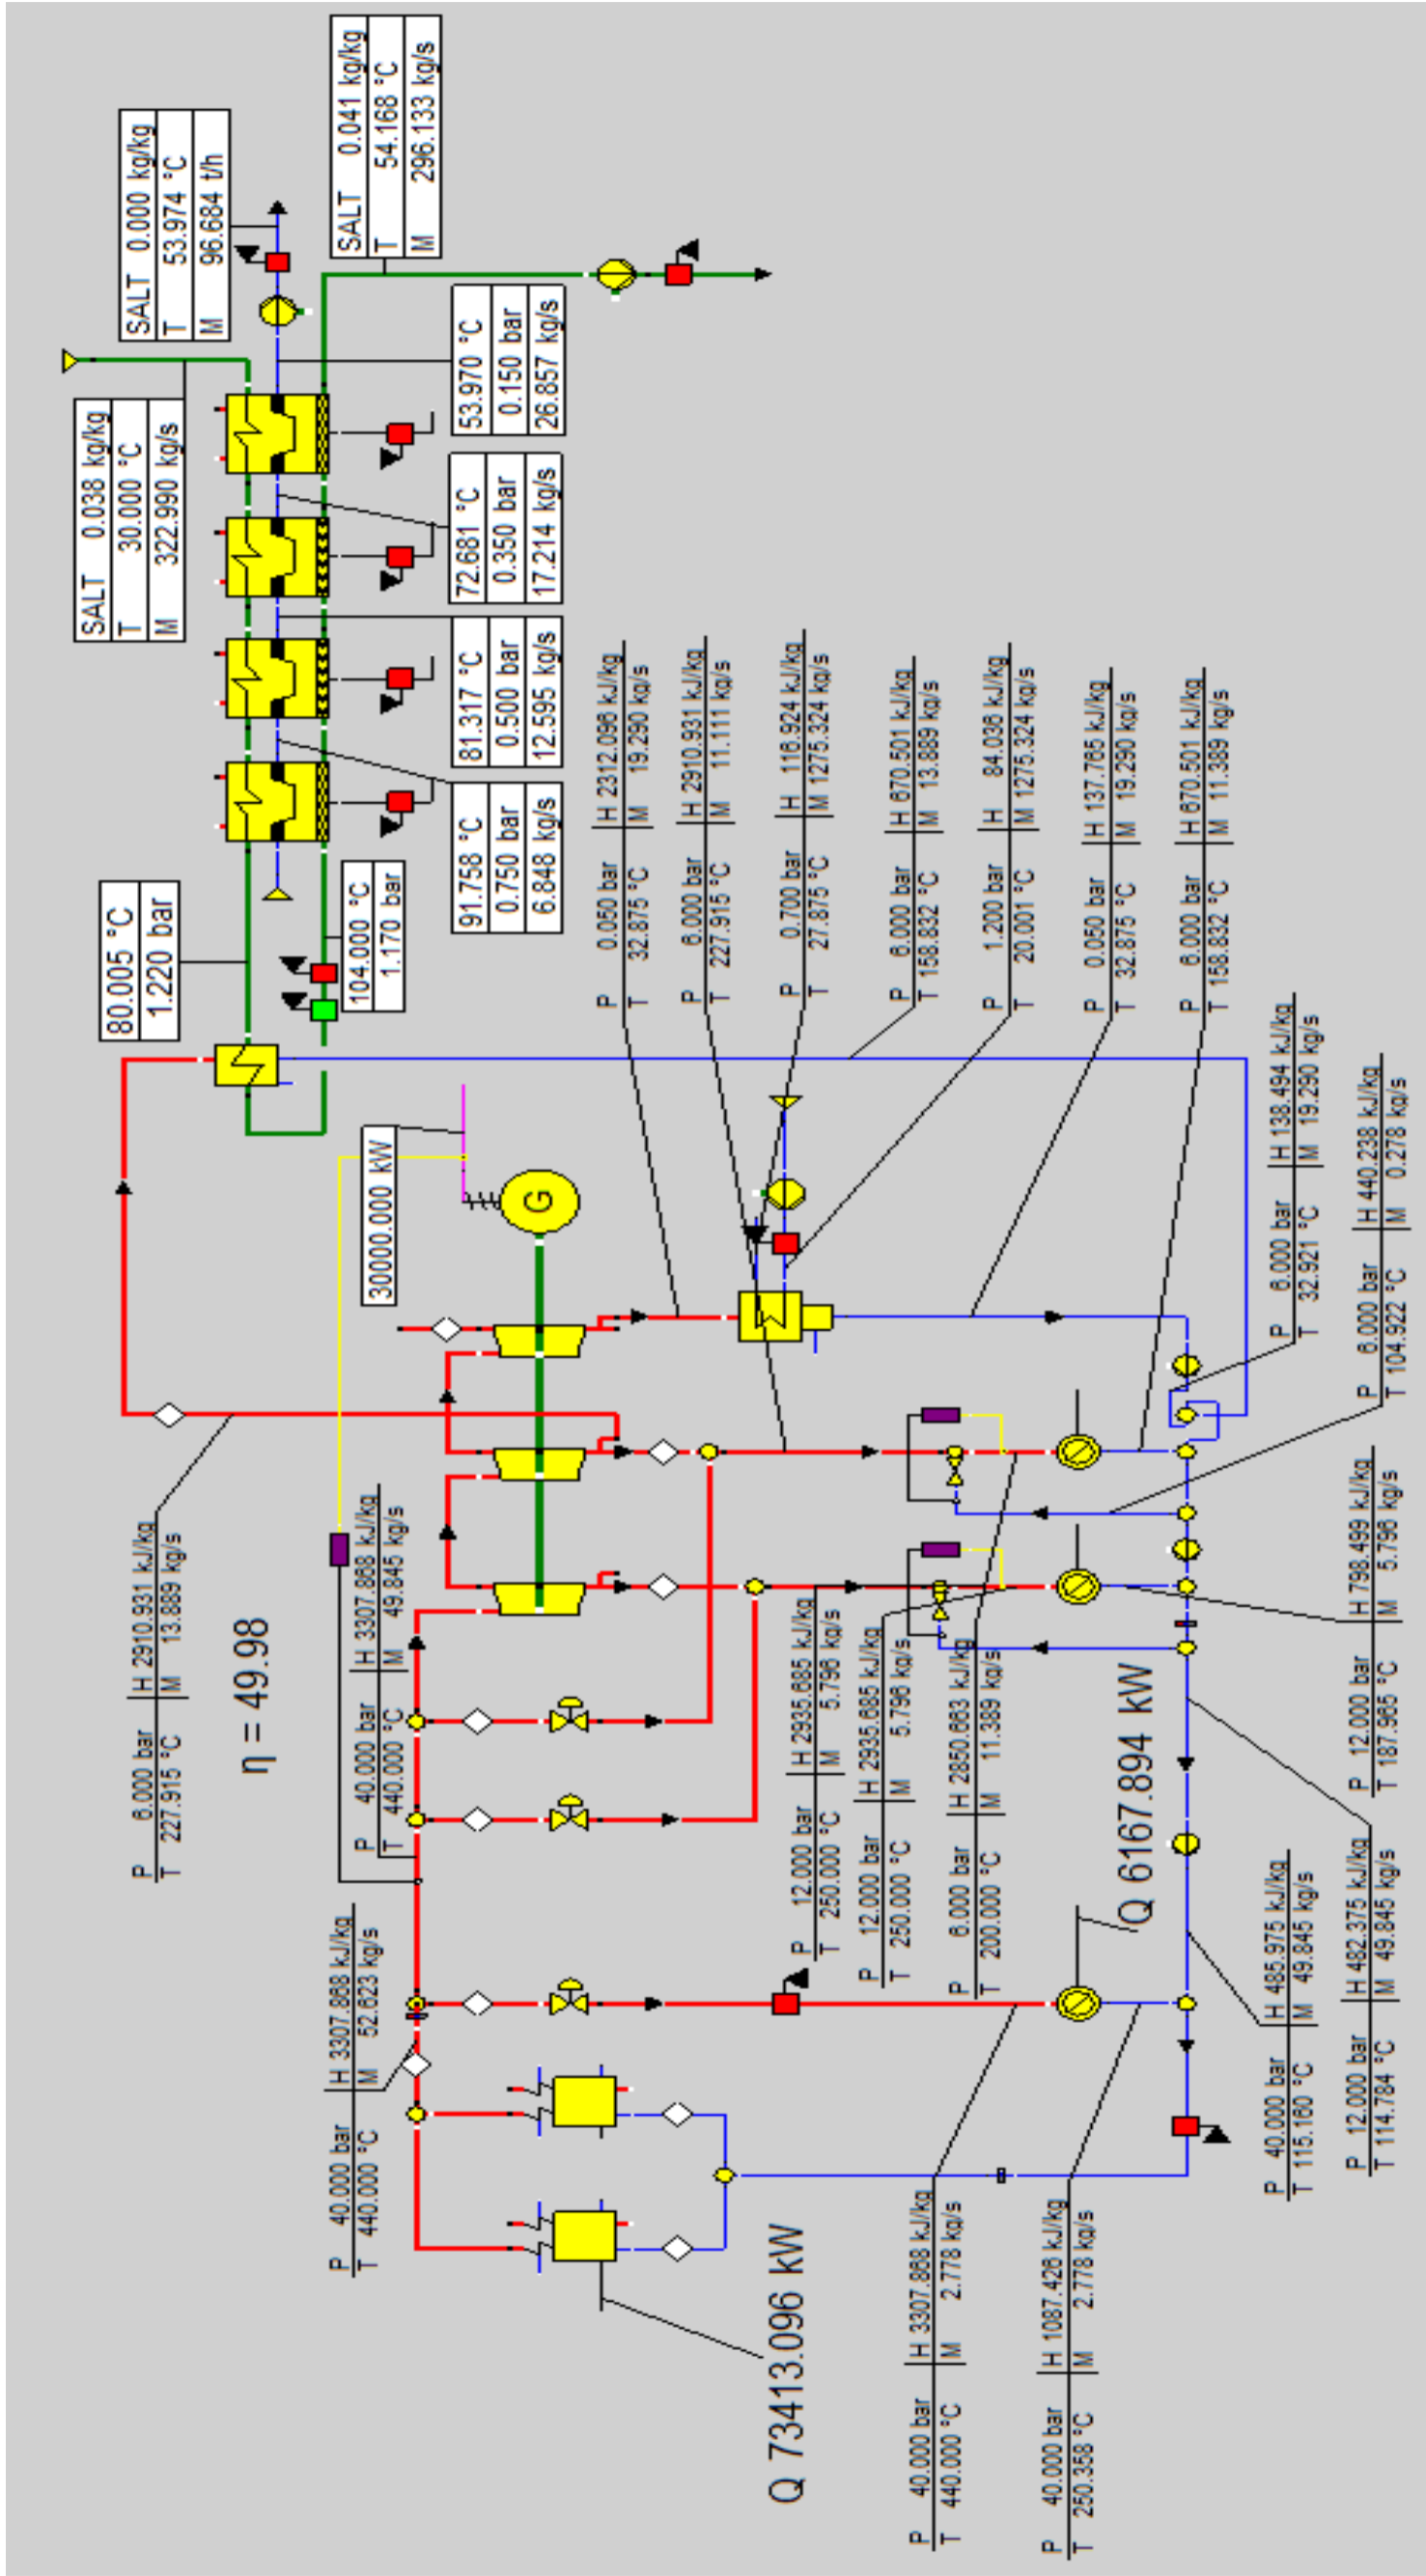 SALT 0.000 kg/kg
T 53.974 °C
M 96.684 t/h
SALT 0.041 kg/kg
T 54.168 °C
M 296.133 kg/s
SALT 0.038 kg/kg
T 30.000 °C
M 322.990 kg/s
53.970 °C
0.150 bar
26.857 kg/s
72.681 °C
0.350 bar
17.214 kg/s
81.317 °C
0.500 bar
12.595 kg/s
91.758 °C
0.750 bar
6.848 kg/s
80.005 °C
1.220 bar
104.000 °C
1.170 bar
30000.000 kW
G
P 0.050 bar H 2312.096 kJ/kg
T 32.875 °C M 19.290 kg/s
P 6.000 bar H 2910.931 kJ/kg
T 227.915 °C M 11.111 kg/s
P 0.700 bar H 116.924 kJ/kg
T 27.875 °C M 1275.324 kg/s
P 6.000 bar H 670.501 kJ/kg
T 158.832 °C M 13.889 kg/s
P 1.200 bar H 84.036 kJ/kg
T 20.001 °C M 1275.324 kg/s
P 0.050 bar H 137.765 kJ/kg
T 32.875 °C M 19.290 kg/s
P 6.000 bar H 670.501 kJ/kg
T 158.832 °C M 11.389 kg/s
P 6.000 bar H 138.494 kJ/kg
T 32.921 °C M 19.290 kg/s
P 6.000 bar H 440.238 kJ/kg
T 104.922 °C M 0.278 kg/s
P 6.000 bar H 2910.931 kJ/kg
T 227.915 °C M 13.889 kg/s
η = 49.98
P 40.000 bar H 3307.868 kJ/kg
T 440.000 °C M 49.845 kg/s
P 40.000 bar H 3307.868 kJ/kg
T 440.000 °C M 52.623 kg/s
P 12.000 bar H 2935.685 kJ/kg
T 250.000 °C M 5.796 kg/s
P 12.000 bar H 2935.685 kJ/kg
T 250.000 °C M 5.796 kg/s
P 6.000 bar H 2850.663 kJ/kg
T 200.000 °C M 11.389 kg/s
Q 6167.894 kW
P 12.000 bar H 798.499 kJ/kg
T 187.965 °C M 5.796 kg/s
P 40.000 bar H 485.975 kJ/kg
T 115.160 °C M 49.845 kg/s
P 12.000 bar H 482.375 kJ/kg
T 114.784 °C M 49.845 kg/s
Q 73413.096 kW
P 40.000 bar H 3307.868 kJ/kg
T 440.000 °C M 2.778 kg/s
P 40.000 bar H 1087.426 kJ/kg
T 250.358 °C M 2.778 kg/s